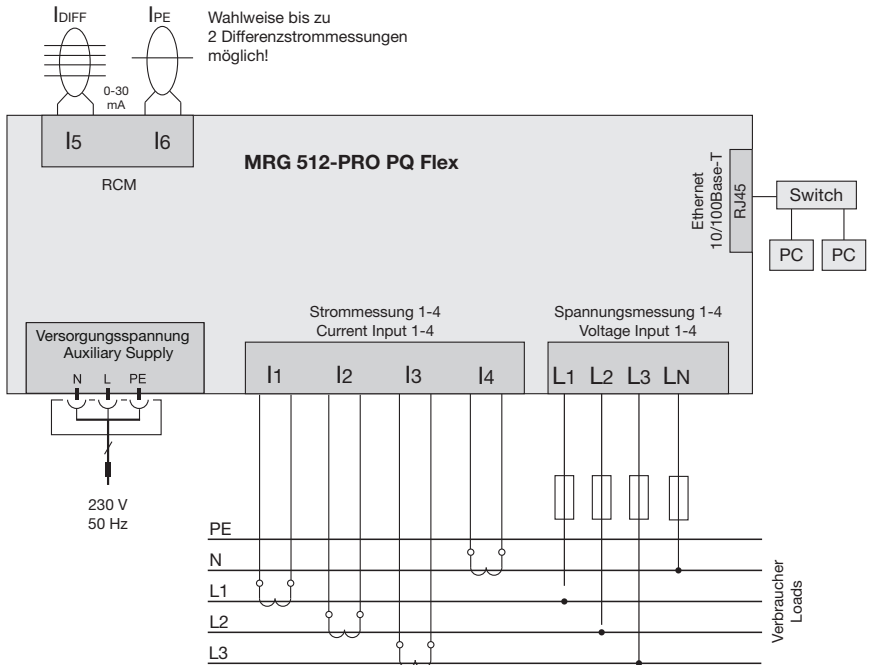 IDIFF
IPE
Wahlweise bis zu
2 Differenzstrommessungen
möglich!
0-30
mA
I5
I6
RCM
MRG 512-PRO PQ Flex
Ethernet
10/100Base-T
RJ45
Switch
PC
PC
Versorgungsspannung
Auxiliary Supply
N
L
PE
230 V
50 Hz
Strommessung 1-4
Current Input 1-4
I1
I2
I3
I4
Spannungsmessung 1-4
Voltage Input 1-4
L1
L2
L3
LN
PE
N
L1
L2
L3
Verbraucher
Loads